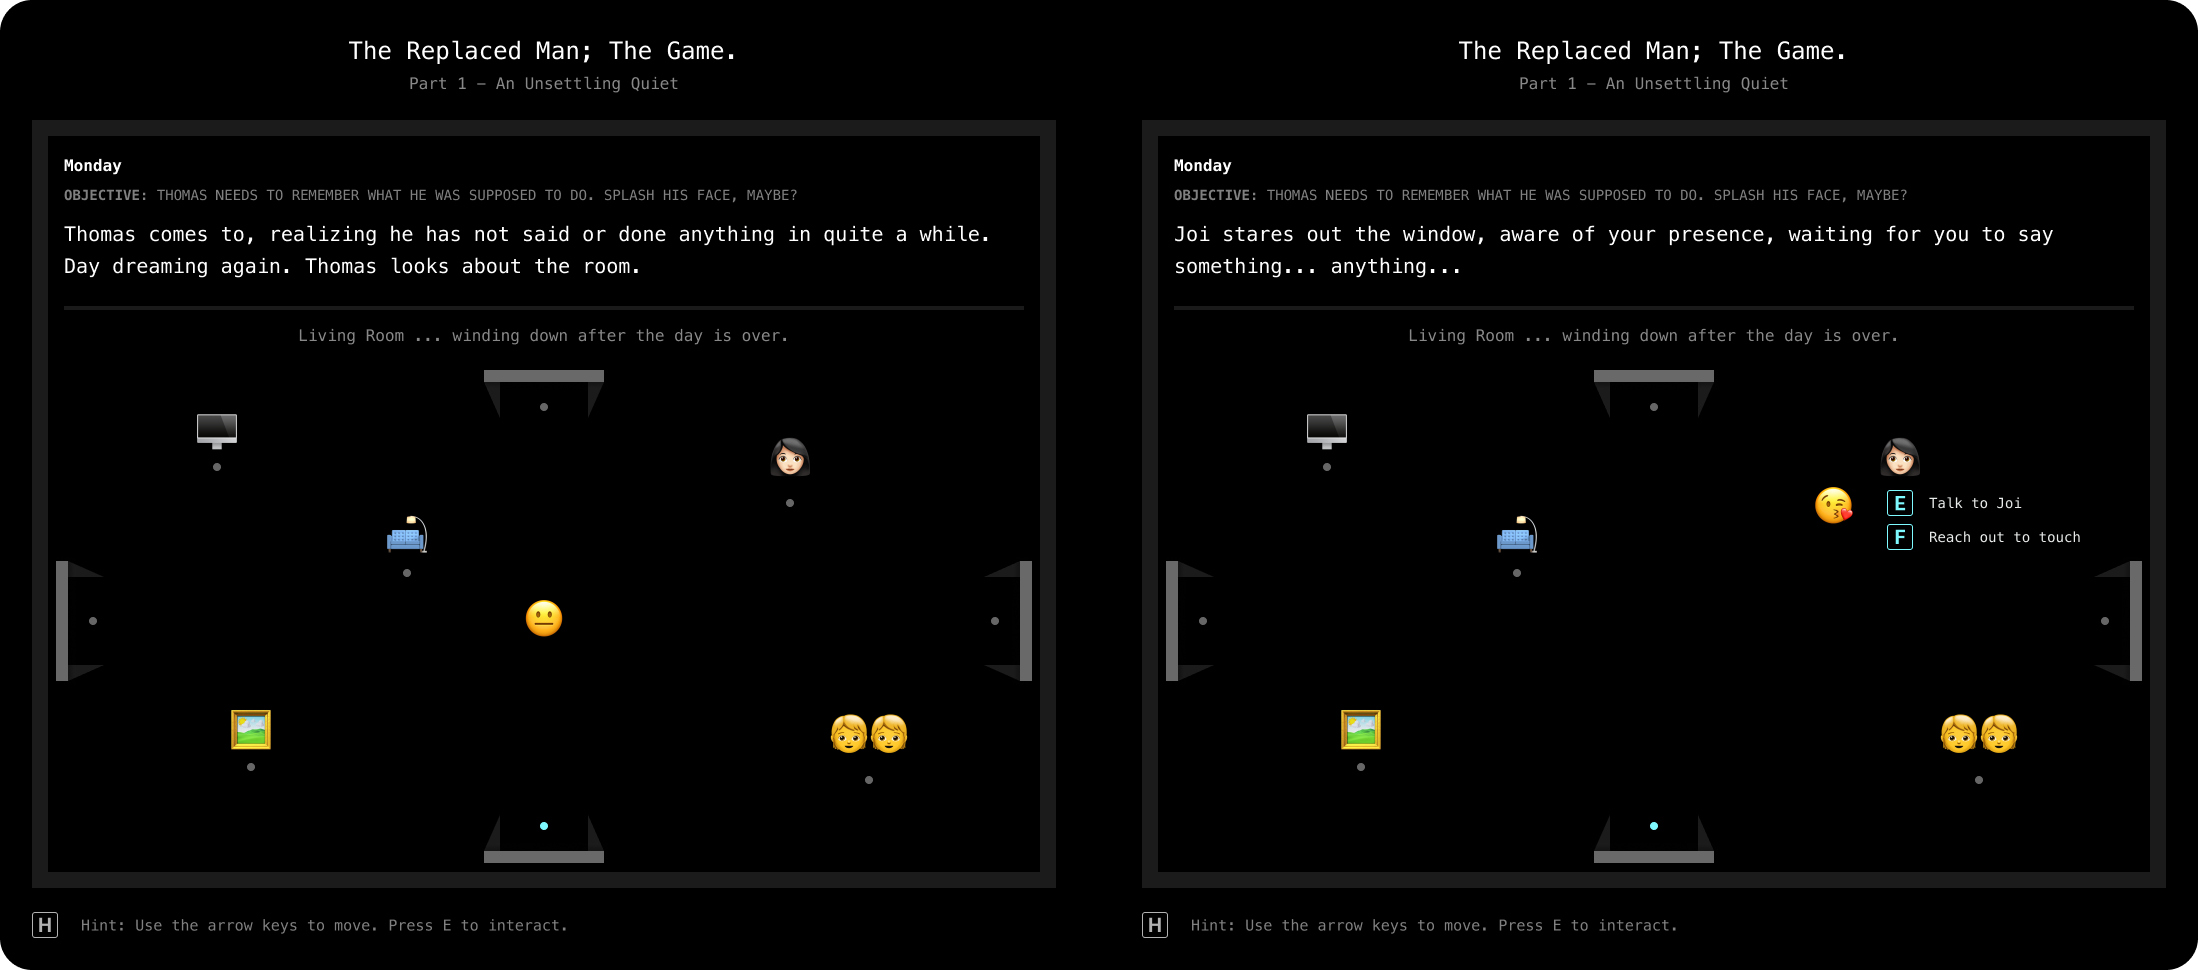 The Replaced Man; The Game.
Part 1 – An Unsettling Quiet
Monday
OBJECTIVE: THOMAS NEEDS TO REMEMBER WHAT HE WAS SUPPOSED TO DO. SPLASH HIS FACE, MAYBE?
Thomas comes to, realizing he has not said or done anything in quite a while.
Day dreaming again. Thomas looks about the room.
Living Room ... winding down after the day is over.
H Hint: Use the arrow keys to move. Press E to interact.
The Replaced Man; The Game.
Part 1 – An Unsettling Quiet
Monday
OBJECTIVE: THOMAS NEEDS TO REMEMBER WHAT HE WAS SUPPOSED TO DO. SPLASH HIS FACE, MAYBE?
Joi stares out the window, aware of your presence, waiting for you to say
something... anything...
Living Room ... winding down after the day is over.
E Talk to Joi
F Reach out to touch
H Hint: Use the arrow keys to move. Press E to interact.